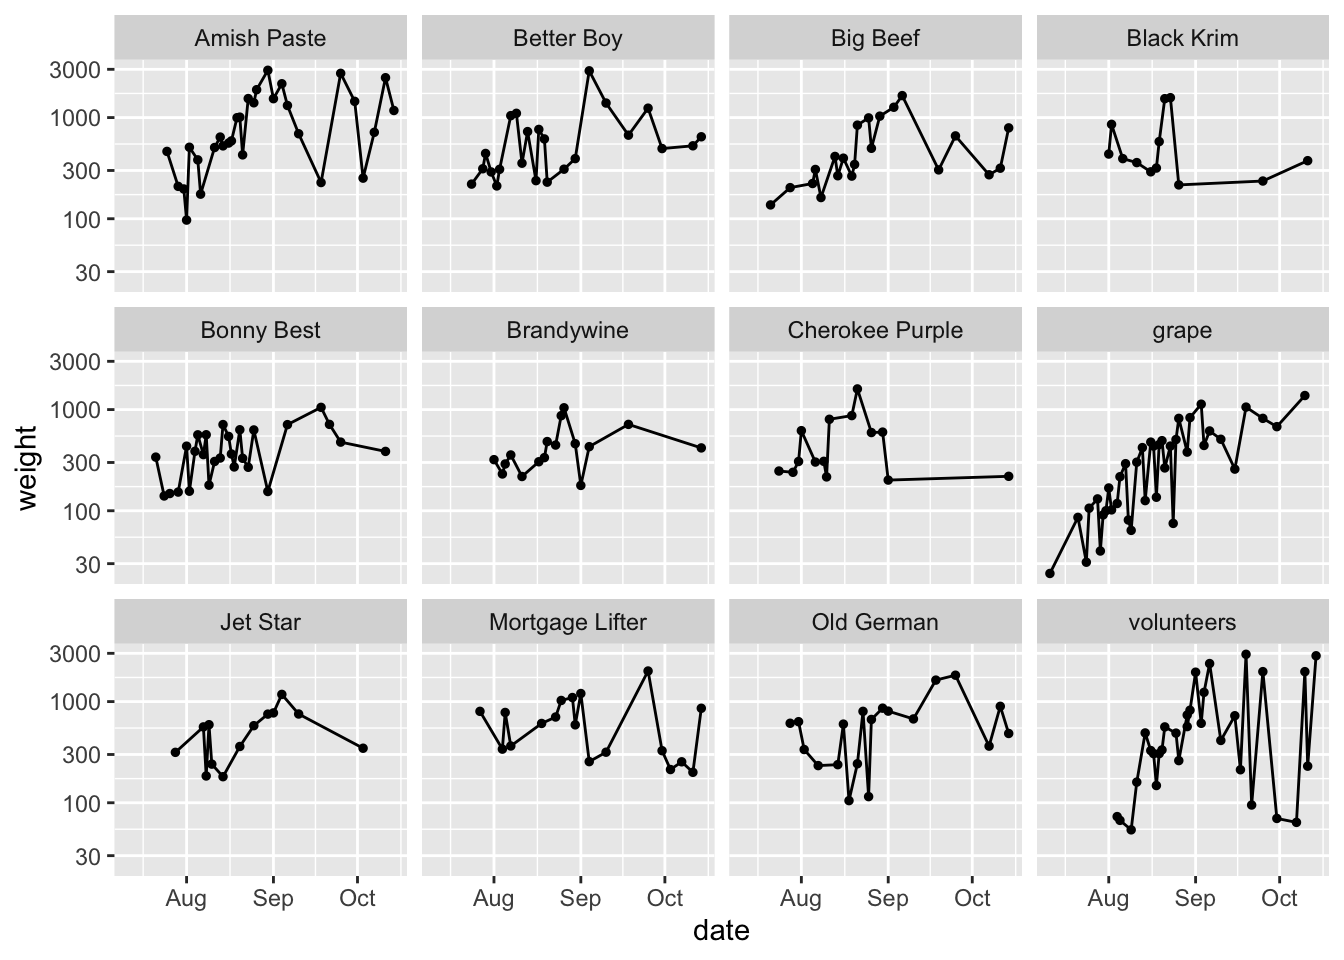 Amish Paste Better Boy Big Beef Black Krim
3000
1000
300
100
30
Bonny Best Brandywine Cherokee Purple grape
3000
1000
300
100
30
weight
Jet Star Mortgage Lifter Old German volunteers
3000
1000
300
100
30
Aug Sep Oct Aug Sep Oct Aug Sep Oct Aug Sep Oct
date